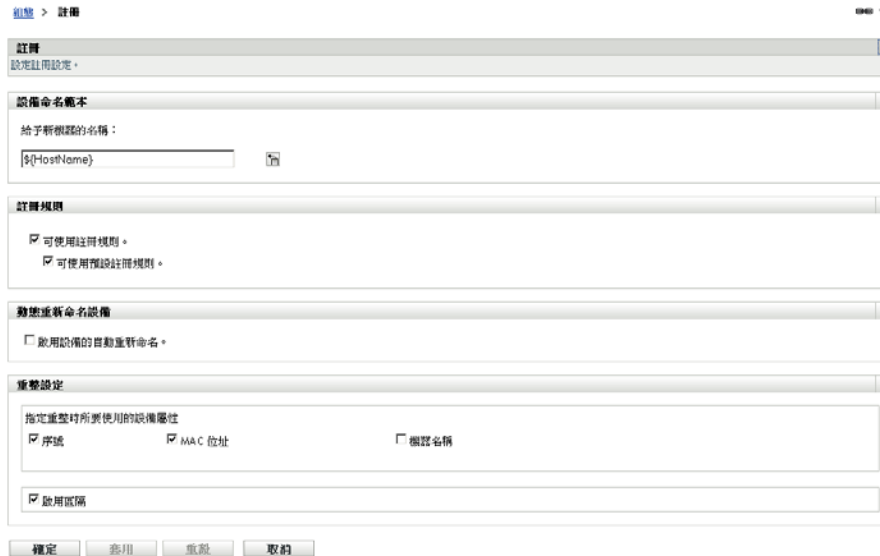 組態 > 註冊
註冊
設定註冊設定。
設備命名範本
給予新機器的名稱：
${HostName}
註冊規則
可使用註冊規則。
可使用預設註冊規則。
動態重新命名設備
啟用設備的自動重新命名。
重整設定
指定重整時所要使用的設備屬性
序號 MAC 位址 機器名稱
啟用區隔
確定 套用 重設 取消